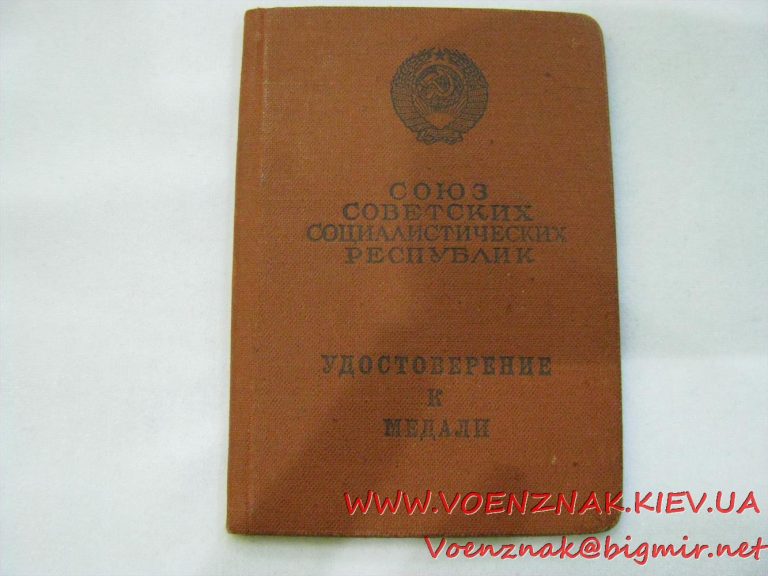 СОЮЗ
СОВЕТСКИХ
СОЦИАЛИСТИЧЕСКИХ
РЕСПУБЛИК
УДОСТОВЕРЕНИЕ
К
МЕДАЛИ
WWW.VOENZNAK.KIEV.UA
Voenznak@bigmir.net